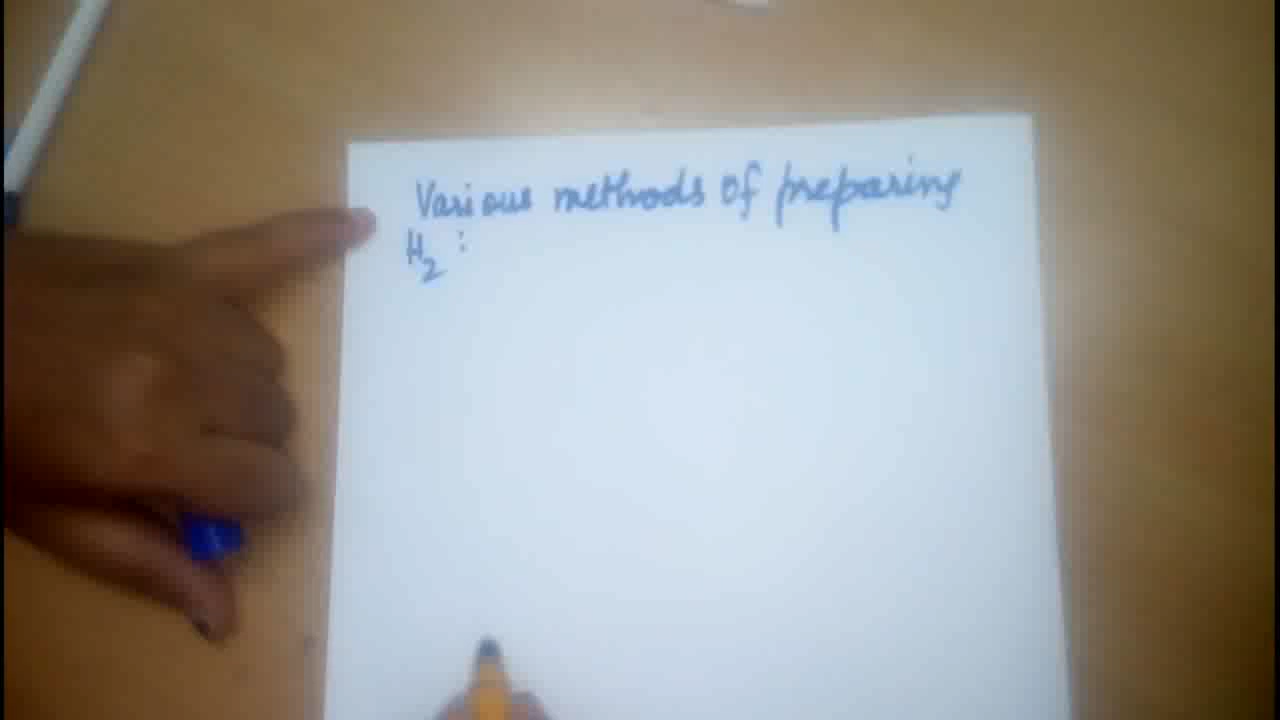 Various methods of preparing
H₂ :